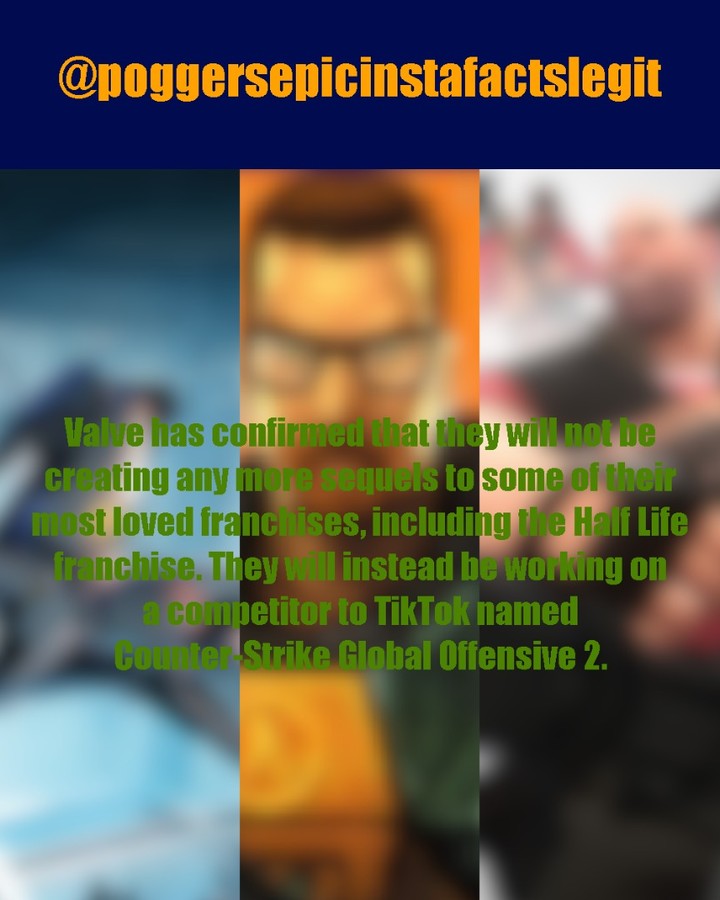 @poggersepicinstafactslegit
Valve has confirmed that they will not be
creating any more sequels to some of their
most loved franchises, including the Half Life
franchise. They will instead be working on
a competitor to TikTok named
Counter-Strike Global Offensive 2.